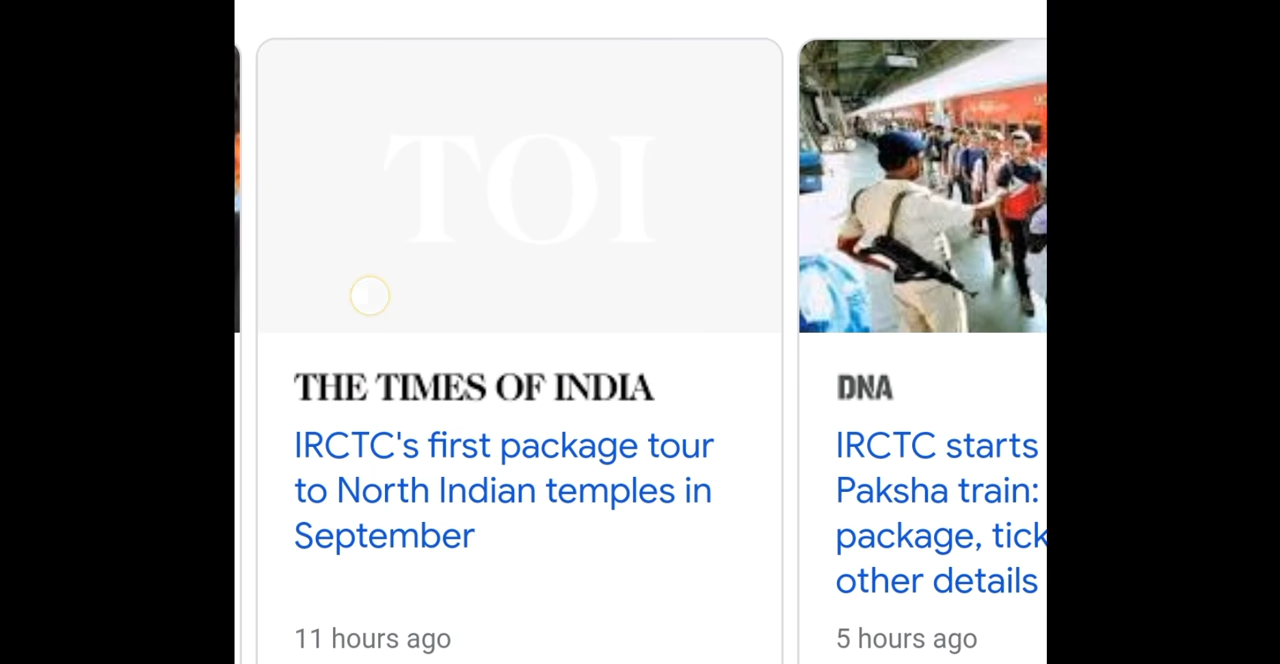 TOI
THE TIMES OF INDIA
IRCTC's first package tour
to North Indian temples in
September
11 hours ago
DNA
IRCTC starts
Paksha train:
package, tick
other details
5 hours ago